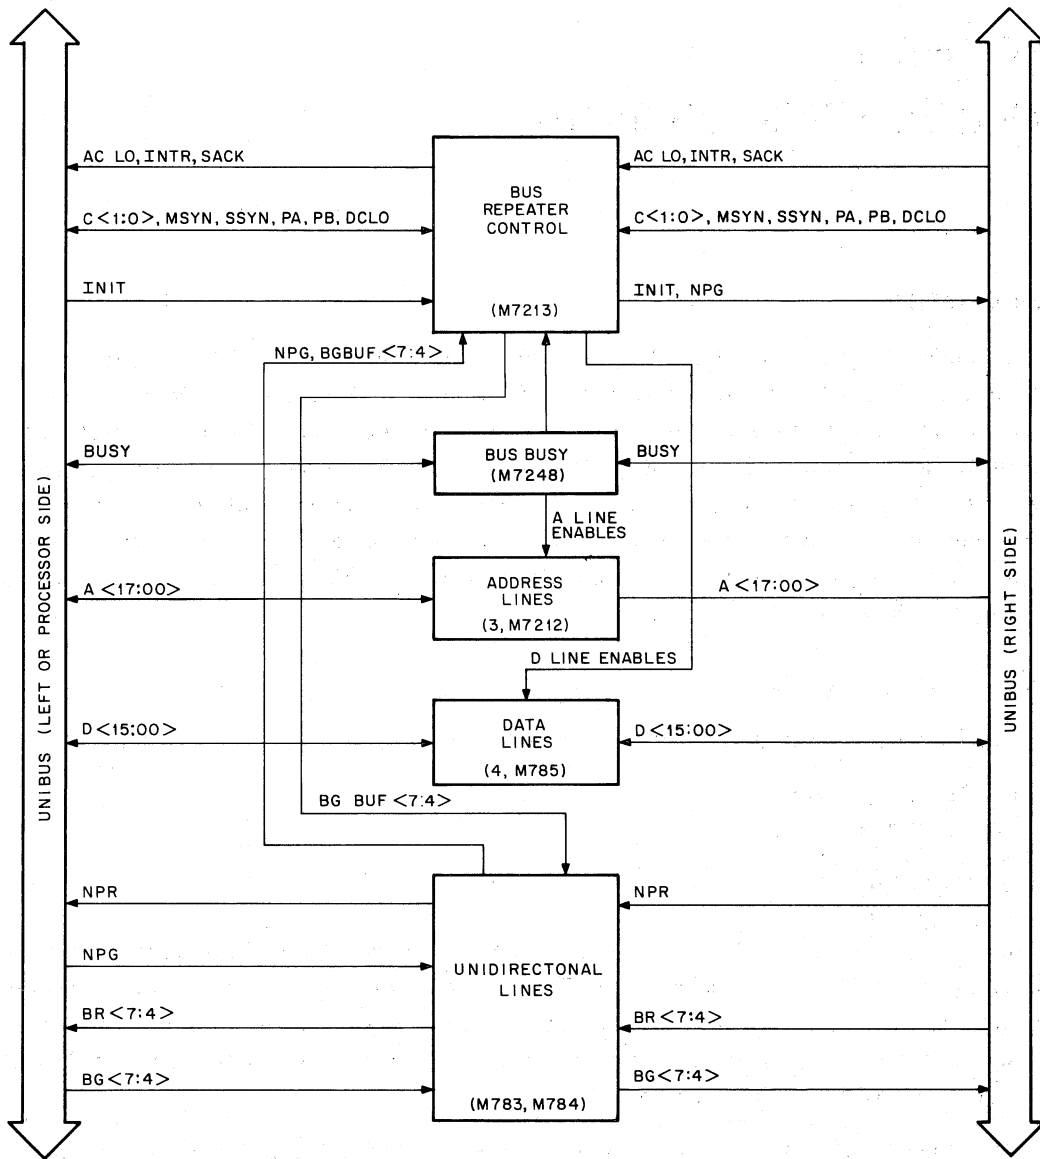 AC LO, INTR, SACK
AC LO, INTR, SACK
BUS
REPEATER
CONTROL
C<1:0>, MSYN, SSYN, PA, PB, DCLO
C<1:0>, MSYN, SSYN, PA, PB, DCLO
INIT
INIT, NPG
(M7213)
NPG, BGBUF <7:4>
BUSY
BUS BUSY
(M7248)
BUSY
A LINE
ENABLES
A <17:00>
ADDRESS
LINES
(3, M7212)
A <17:00>
D LINE ENABLES
D<15:00>
DATA
LINES
(4, M785)
D<15:00>
BG BUF <7:4>
NPR
NPR
NPG
UNIDIRECTONAL
LINES
BR<7:4>
BR<7:4>
BG<7:4>
BG<7:4>
(M783, M784)
UNIBUS (LEFT OR PROCESSOR SIDE)
UNIBUS (RIGHT SIDE)